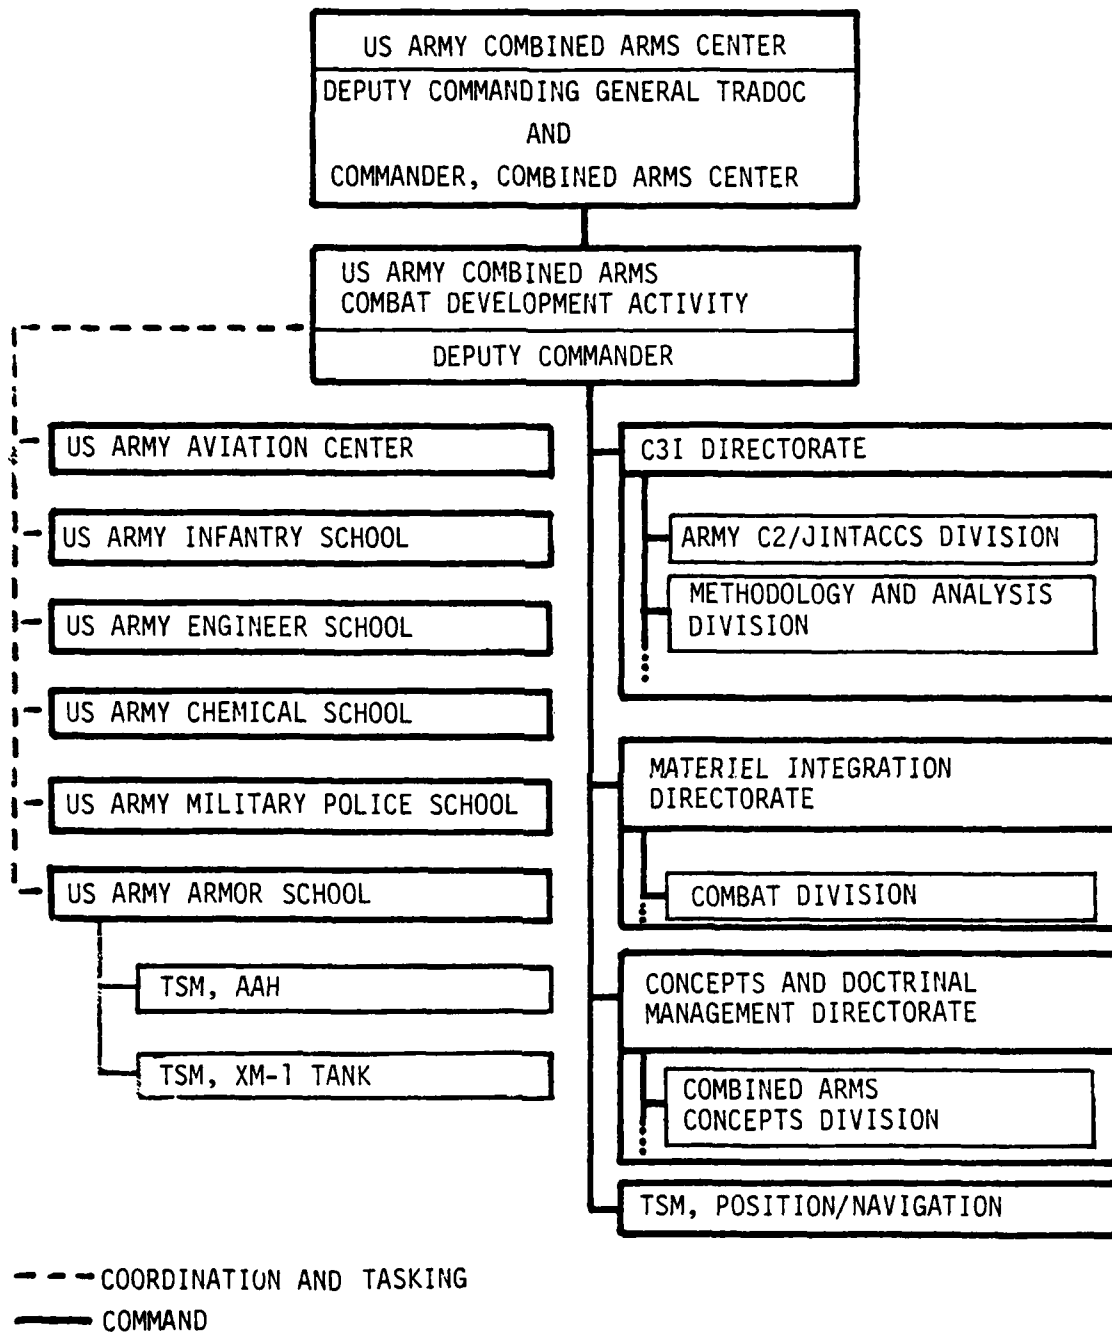 US ARMY COMBINED ARMS CENTER
DEPUTY COMMANDING GENERAL TRADOC
AND
COMMANDER, COMBINED ARMS CENTER
US ARMY COMBINED ARMS
COMBAT DEVELOPMENT ACTIVITY
DEPUTY COMMANDER
US ARMY AVIATION CENTER
US ARMY INFANTRY SCHOOL
US ARMY ENGINEER SCHOOL
US ARMY CHEMICAL SCHOOL
US ARMY MILITARY POLICE SCHOOL
US ARMY ARMOR SCHOOL
TSM, AAH
TSM, XM-1 TANK
C3I DIRECTORATE
ARMY C2/JINTACCS DIVISION
METHODOLOGY AND ANALYSIS
DIVISION
MATERIEL INTEGRATION
DIRECTORATE
COMBAT DIVISION
CONCEPTS AND DOCTRINAL
MANAGEMENT DIRECTORATE
COMBINED ARMS
CONCEPTS DIVISION
TSM, POSITION/NAVIGATION
COORDINATION AND TASKING
COMMAND